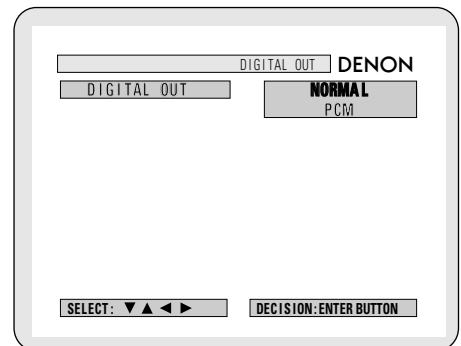 DIGITAL OUT DENON
DIGITAL OUT NORMAL
PCM
SELECT: ▼ ▲ ◀ ▶ DECISION: ENTER BUTTON